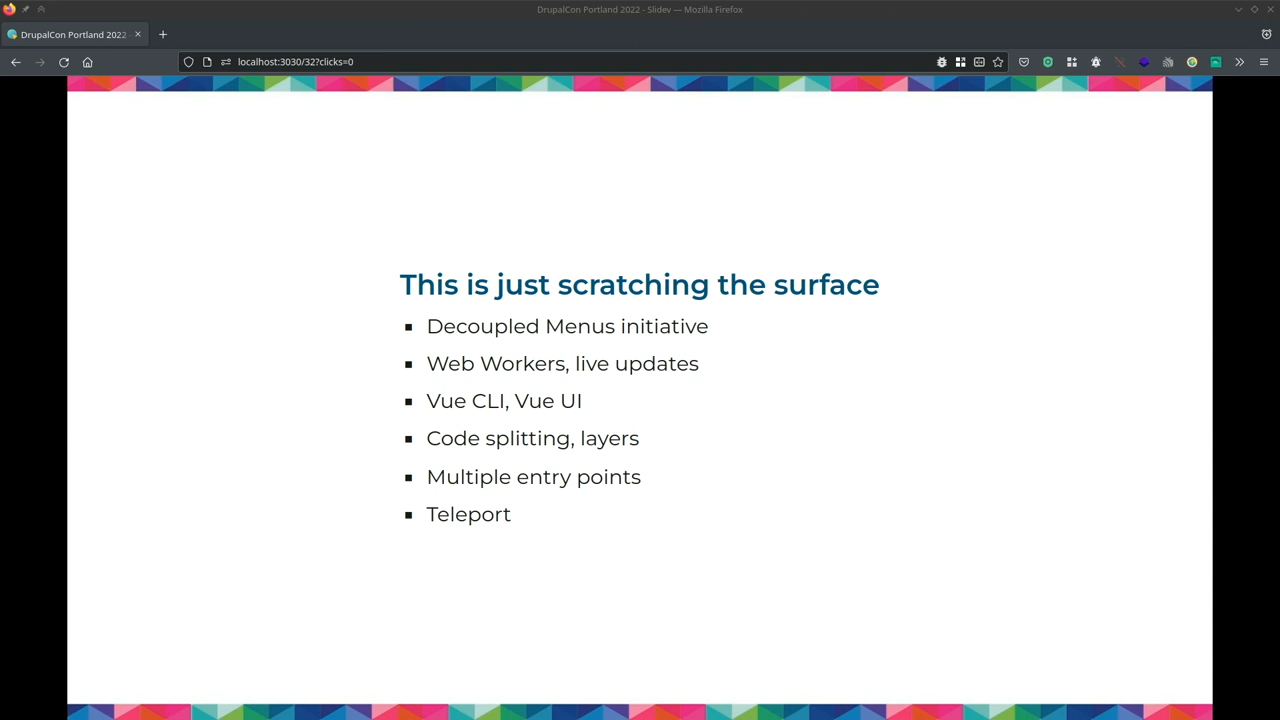 DrupalCon Portland 2022 - Slidev — Mozilla Firefox
DrupalCon Portland 2022
localhost:3030/32?clicks=0
This is just scratching the surface
Decoupled Menus initiative
Web Workers, live updates
Vue CLI, Vue UI
Code splitting, layers
Multiple entry points
Teleport